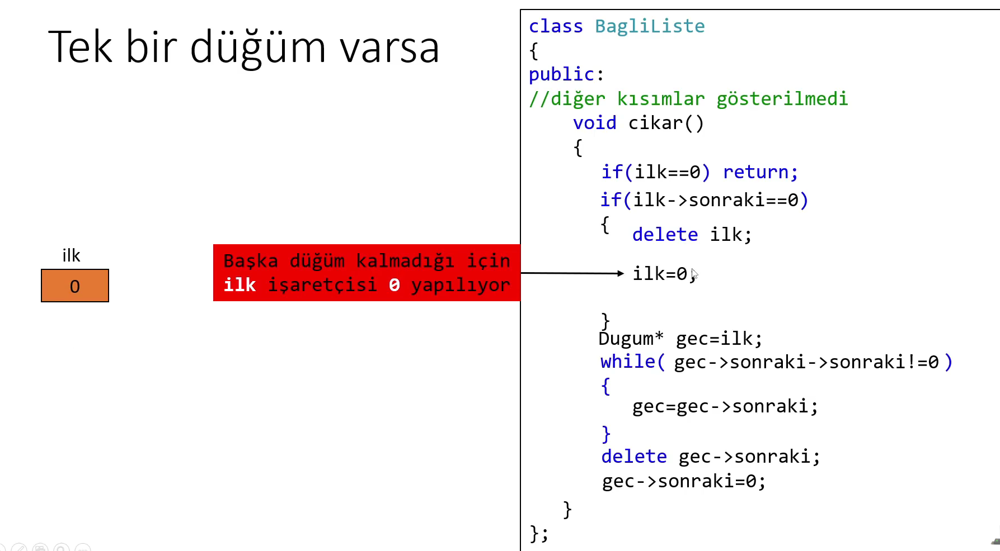 Tek bir düğüm varsa
ilk
0
Başka düğüm kalmadığı için
ilk işaretçisi 0 yapılıyor
class BagliListe
{
public:
//diğer kısımlar gösterilmedi
void cikar()
{
if(ilk==0) return;
if(ilk->sonraki==0)
{
delete ilk;
ilk=0;
}
Dugum* gec=ilk;
while( gec->sonraki->sonraki!=0 )
{
gec=gec->sonraki;
}
delete gec->sonraki;
gec->sonraki=0;
}
};